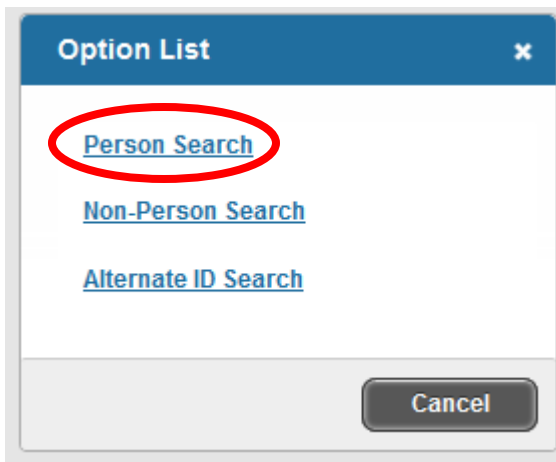 Option List
Person Search
Non-Person Search
Alternate ID Search
Cancel